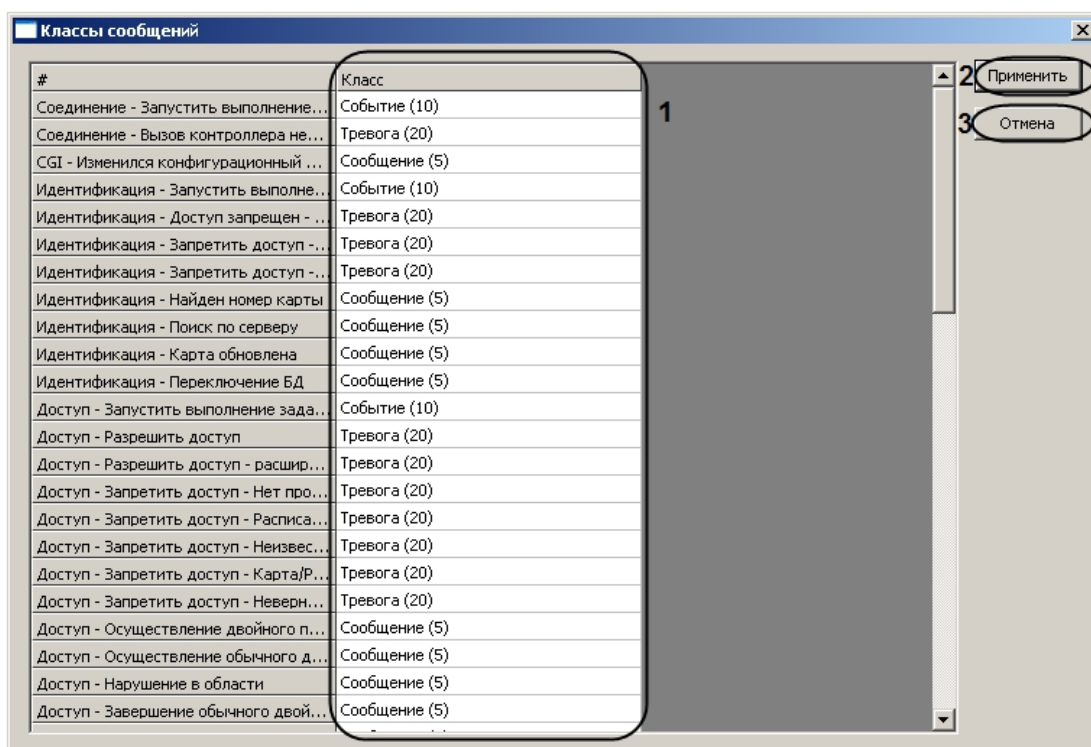 Классы сообщений
# Класс
2 Применить
Соединение - Запустить выполнение... Событие (10)
1
Соединение - Вызов контроллера не... Тревога (20)
3 Отмена
CGI - Изменился конфигурационный ... Сообщение (5)
Идентификация - Запустить выполне... Событие (10)
Идентификация - Доступ запрещен - ... Тревога (20)
Идентификация - Запретить доступ -... Тревога (20)
Идентификация - Запретить доступ -... Тревога (20)
Идентификация - Найден номер карты Сообщение (5)
Идентификация - Поиск по серверу Сообщение (5)
Идентификация - Карта обновлена Сообщение (5)
Идентификация - Переключение БД Сообщение (5)
Доступ - Запустить выполнение зада... Событие (10)
Доступ - Разрешить доступ Тревога (20)
Доступ - Разрешить доступ - расшир... Тревога (20)
Доступ - Запретить доступ - Нет про... Тревога (20)
Доступ - Запретить доступ - Расписа... Тревога (20)
Доступ - Запретить доступ - Неизвес... Тревога (20)
Доступ - Запретить доступ - Карта/Р... Тревога (20)
Доступ - Запретить доступ - Неверн... Тревога (20)
Доступ - Осуществление двойного п... Сообщение (5)
Доступ - Осуществление обычного д... Сообщение (5)
Доступ - Нарушение в области Сообщение (5)
Доступ - Завершение обычного двой... Сообщение (5)